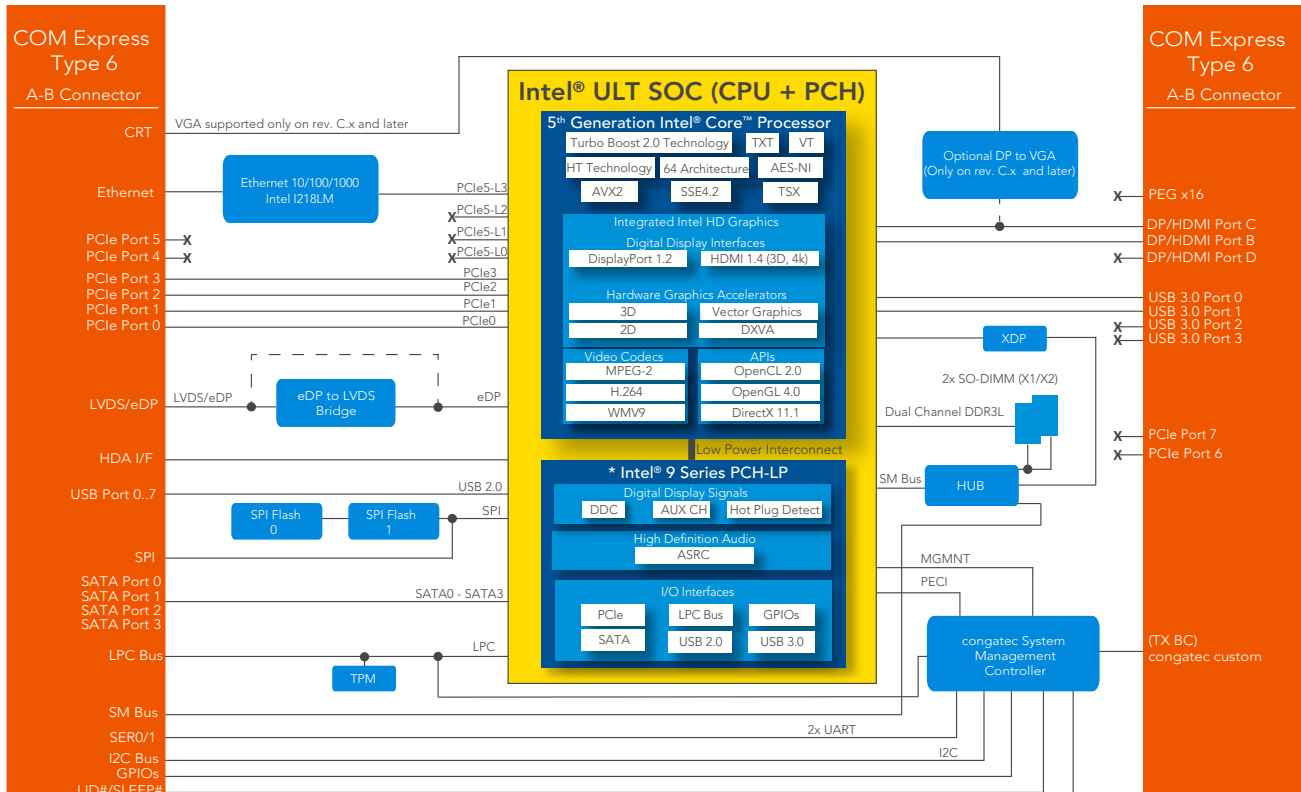 COM Express
Type 6
A-B Connector
CRT
Ethernet
PCIe Port 5
PCIe Port 4
PCIe Port 3
PCIe Port 2
PCIe Port 1
PCIe Port 0
LVDS/eDP
HDA I/F
USB Port 0..7
SPI
SATA Port 0
SATA Port 1
SATA Port 2
SATA Port 3
LPC Bus
SM Bus
SER0/1
I2C Bus
GPIOs
LID#/SLEEP#
VGA supported only on rev. C.x and later
Ethernet 10/100/1000
Intel I218LM
X
X
PCIe5-L3
X PCIe5-L2
X PCIe5-L1
X PCIe5-L0
PCIe3
PCIe2
PCIe1
PCIe0
LVDS/eDP
eDP to LVDS
Bridge
eDP
USB 2.0
SPI Flash
0
SPI Flash
1
SPI
SATA0 - SATA3
LPC
TPM
Intel® ULT SOC (CPU + PCH)
5th Generation Intel® Core™ Processor
Turbo Boost 2.0 Technology
TXT
VT
HT Technology
64 Architecture
AES-NI
AVX2
SSE4.2
TSX
Integrated Intel HD Graphics
Digital Display Interfaces
DisplayPort 1.2
HDMI 1.4 (3D, 4k)
Hardware Graphics Accelerators
3D
Vector Graphics
2D
DXVA
Video Codecs
MPEG-2
H.264
WMV9
APIs
OpenCL 2.0
OpenGL 4.0
DirectX 11.1
Low Power Interconnect
* Intel® 9 Series PCH-LP
Digital Display Signals
DDC
AUX CH
Hot Plug Detect
High Definition Audio
ASRC
I/O Interfaces
PCIe
LPC Bus
GPIOs
SATA
USB 2.0
USB 3.0
Optional DP to VGA
(Only on rev. C.x and later)
XDP
2x SO-DIMM (X1/X2)
Dual Channel DDR3L
SM Bus
HUB
MGMNT
PECI
congatec System
Management
Controller
2x UART
I2C
COM Express
Type 6
A-B Connector
X PEG x16
DP/HDMI Port C
DP/HDMI Port B
X DP/HDMI Port D
USB 3.0 Port 0
USB 3.0 Port 1
X USB 3.0 Port 2
X USB 3.0 Port 3
X PCIe Port 7
X PCIe Port 6
(TX BC)
congatec custom